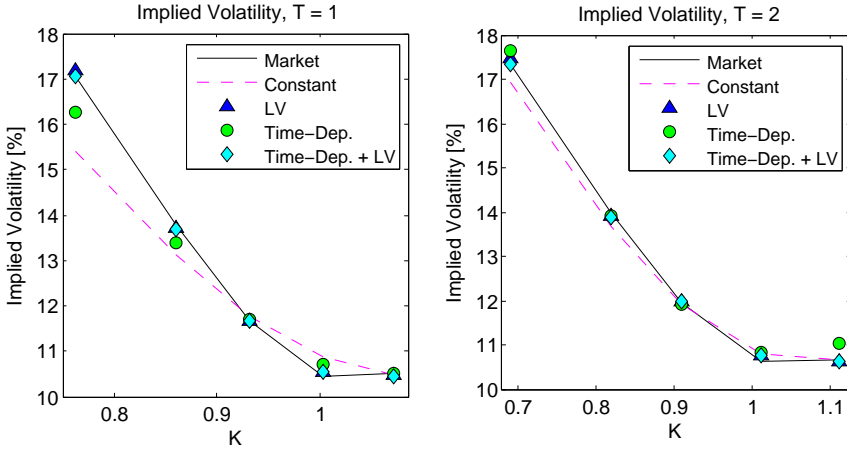 Implied Volatility, T = 1
18
17
16
15
14
13
12
11
10
Implied Volatility [%]
0.8
0.9
1
K
Market
Constant
LV
Time-Dep.
Time-Dep. + LV
Implied Volatility, T = 2
18
17
16
15
14
13
12
11
10
Implied Volatility [%]
0.7
0.8
0.9
1
1.1
K
Market
Constant
LV
Time-Dep.
Time-Dep. + LV